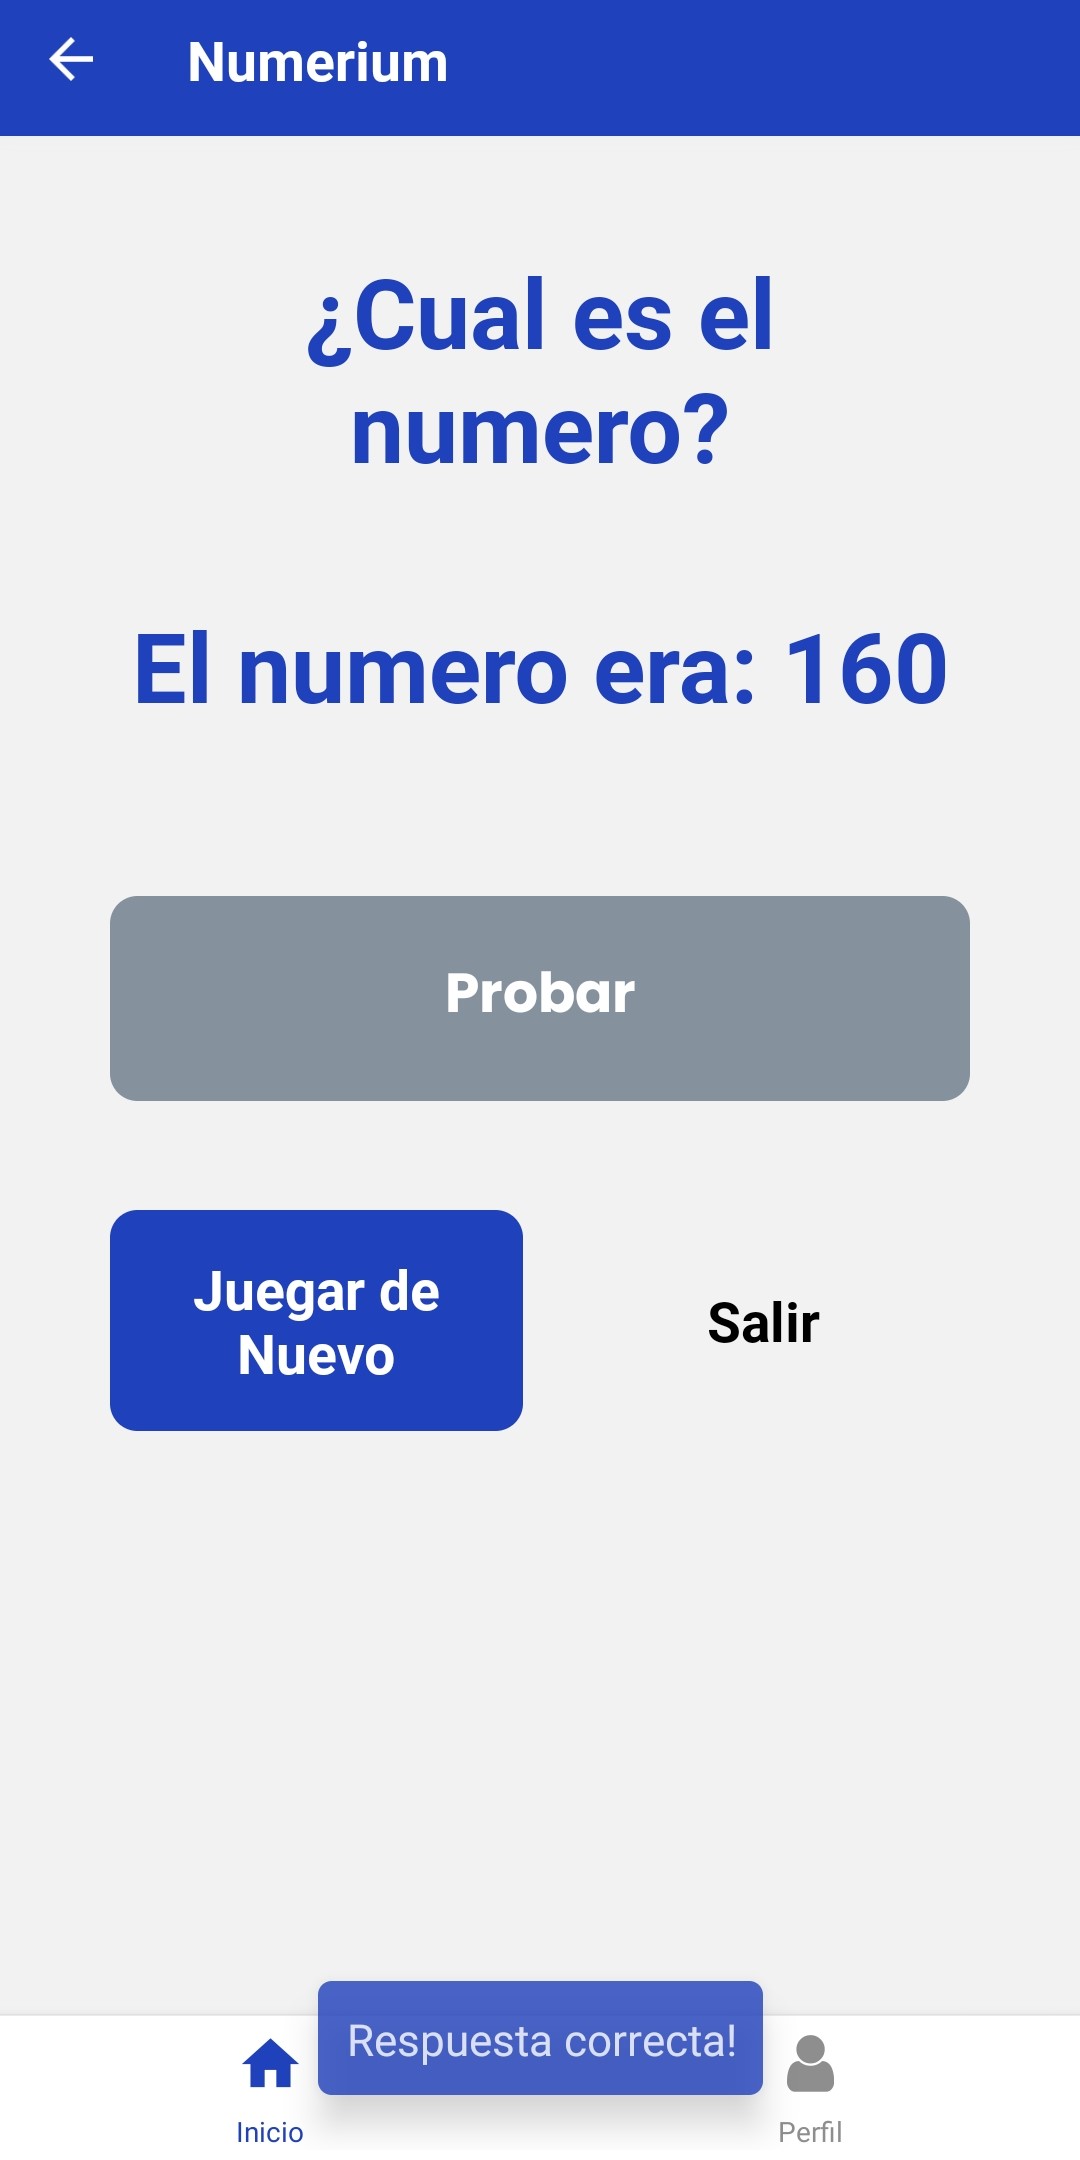 Numerium
¿Cual es el
numero?
El numero era: 160
Probar
Juegar de
Nuevo
Salir
Respuesta correcta!
Inicio
Perfil